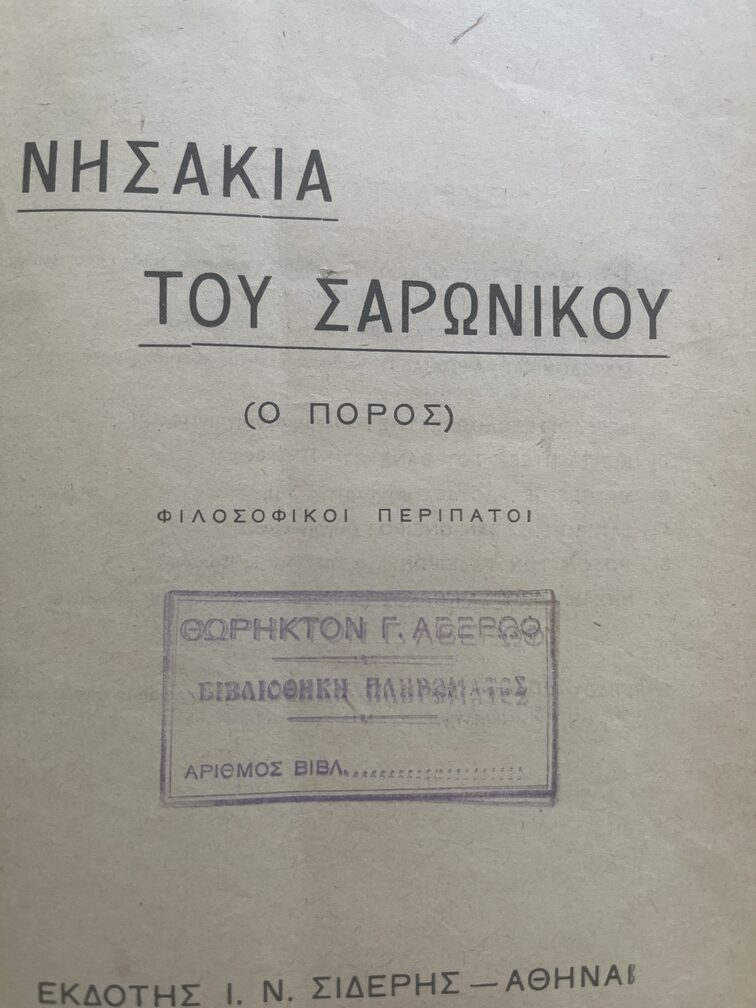 ΝΗΣΑΚΙΑ
ΤΟΥ ΣΑΡΩΝΙΚΟΥ
(Ο ΠΟΡΟΣ)
ΦΙΛΟΣΟΦΙΚΟΙ ΠΕΡΙΠΑΤΟΙ
ΘΩΡΗΚΤΟΝ Γ. ΑΒΕΡΩΦ
ΒΙΒΛΙΟΘΗΚΗ ΠΛΗΡΩΜΑΤΟΣ
ΑΡΙΘΜΟΣ ΒΙΒΛ.
ΕΚΔΟΤΗΣ Ι. Ν. ΣΙΔΕΡΗΣ — ΑΘΗΝΑΙ